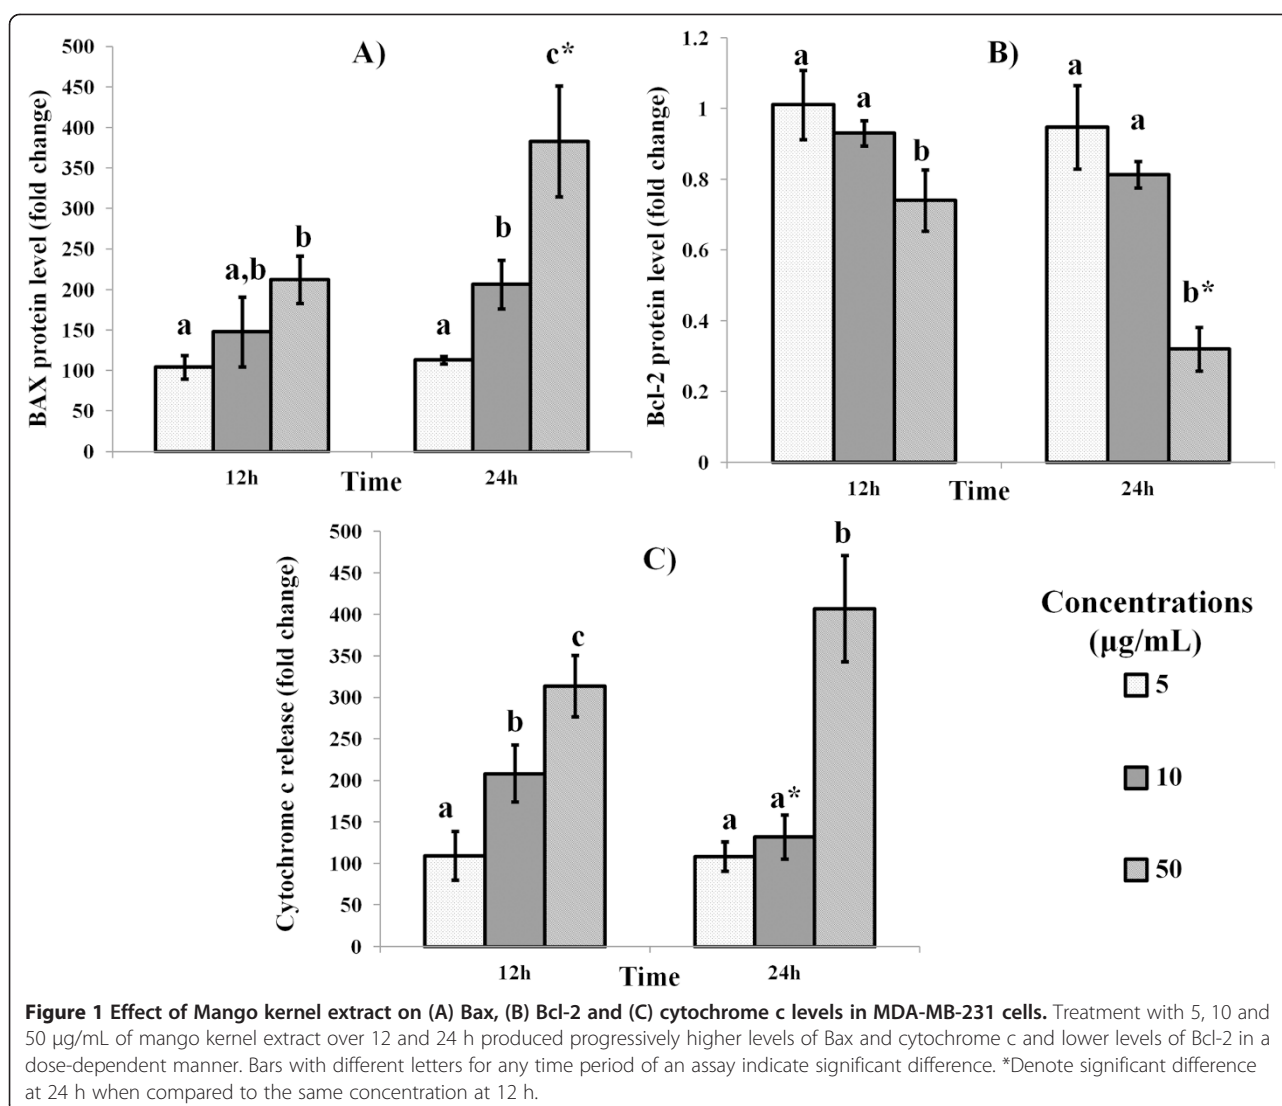 A)
BAX protein level (fold change)
500
450
400
350
300
250
200
150
100
50
0
a
a,b
b
a
b
c*
12h
Time
24h
B)
Bcl-2 protein level (fold change)
1.2
1
0.8
0.6
0.4
0.2
0
a
a
b
a
a
b*
12h
Time
24h
C)
Cytochrome c release (fold change)
500
450
400
350
300
250
200
150
100
50
0
a
b
c
a
a*
b
12h
Time
24h
Concentrations
(µg/mL)
5
10
50
Figure 1 Effect of Mango kernel extract on (A) Bax, (B) Bcl-2 and (C) cytochrome c levels in MDA-MB-231 cells. Treatment with 5, 10 and
50 μg/mL of mango kernel extract over 12 and 24 h produced progressively higher levels of Bax and cytochrome c and lower levels of Bcl-2 in a
dose-dependent manner. Bars with different letters for any time period of an assay indicate significant difference. *Denote significant difference
at 24 h when compared to the same concentration at 12 h.